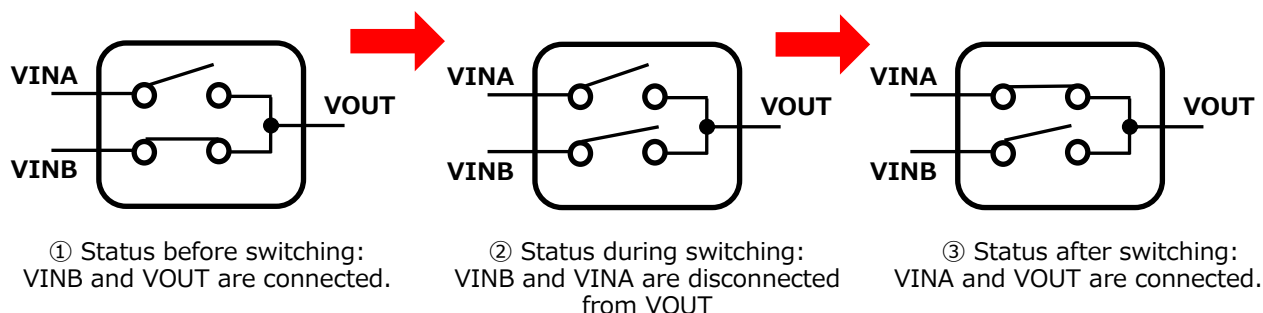 VINA
VOUT
VINB
① Status before switching:
VINB and VOUT are connected.
VINA
VOUT
VINB
② Status during switching:
VINB and VINA are disconnected
from VOUT
VINA
VOUT
VINB
③ Status after switching:
VINA and VOUT are connected.